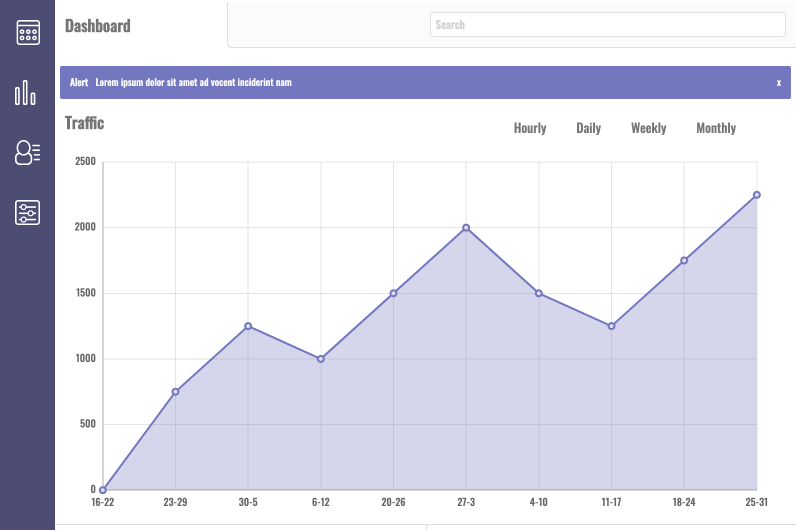 Dashboard
Search
Alert Lorem ipsum dolor sit amet ad vocent inciderint nam x
Traffic
Hourly Daily Weekly Monthly
2500
2000
1500
1000
500
0
16-22 23-29 30-5 6-12 20-26 27-3 4-10 11-17 18-24 25-31